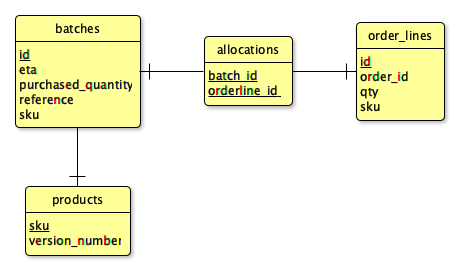 batches
id
eta
purchased_quantity
reference
sku
allocations
batch_id
orderline_id
order_lines
id
order_id
qty
sku
products
sku
version_number